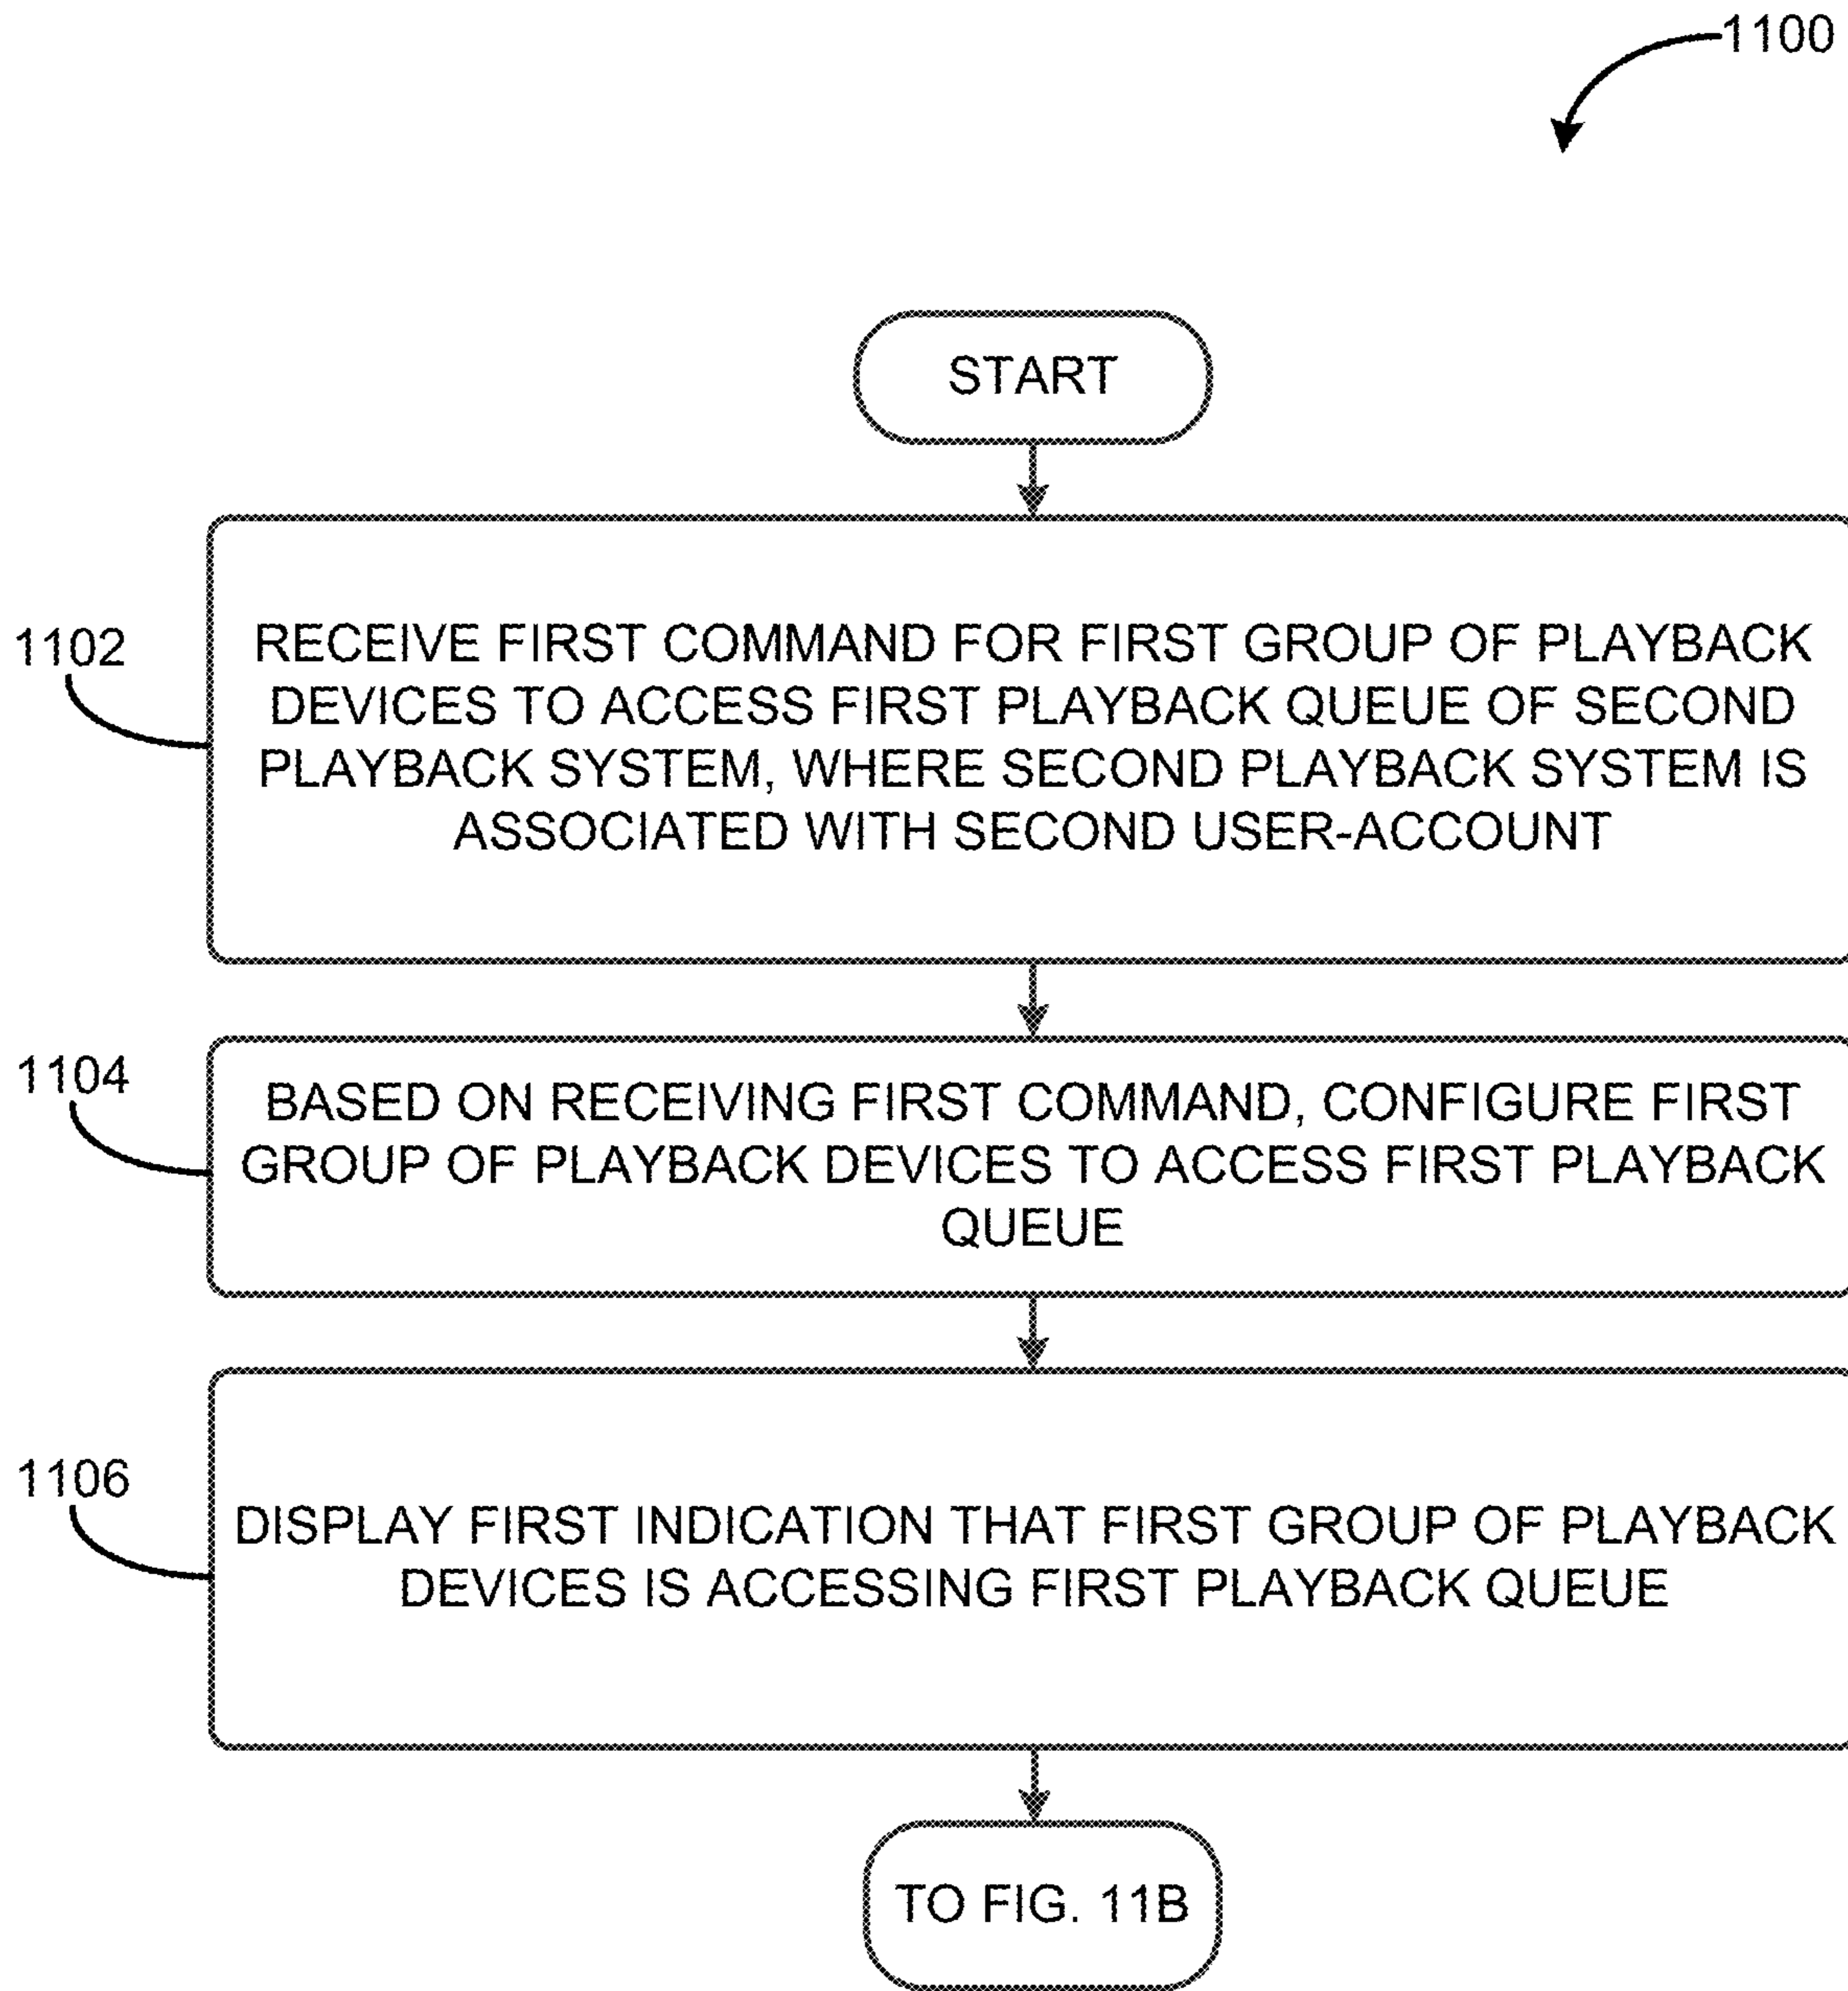 1100
START
1102
RECEIVE FIRST COMMAND FOR FIRST GROUP OF PLAYBACK
DEVICES TO ACCESS FIRST PLAYBACK QUEUE OF SECOND
PLAYBACK SYSTEM, WHERE SECOND PLAYBACK SYSTEM IS
ASSOCIATED WITH SECOND USER-ACCOUNT
1104
BASED ON RECEIVING FIRST COMMAND, CONFIGURE FIRST
GROUP OF PLAYBACK DEVICES TO ACCESS FIRST PLAYBACK
QUEUE
1106
DISPLAY FIRST INDICATION THAT FIRST GROUP OF PLAYBACK
DEVICES IS ACCESSING FIRST PLAYBACK QUEUE
TO FIG. 11B